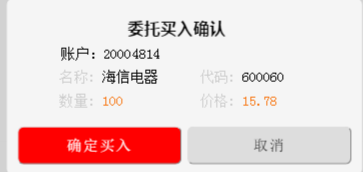 委托买入确认
账户：20004814
名称：海信电器 代码：600060
数量：100 价格：15.78
确定买入 取消